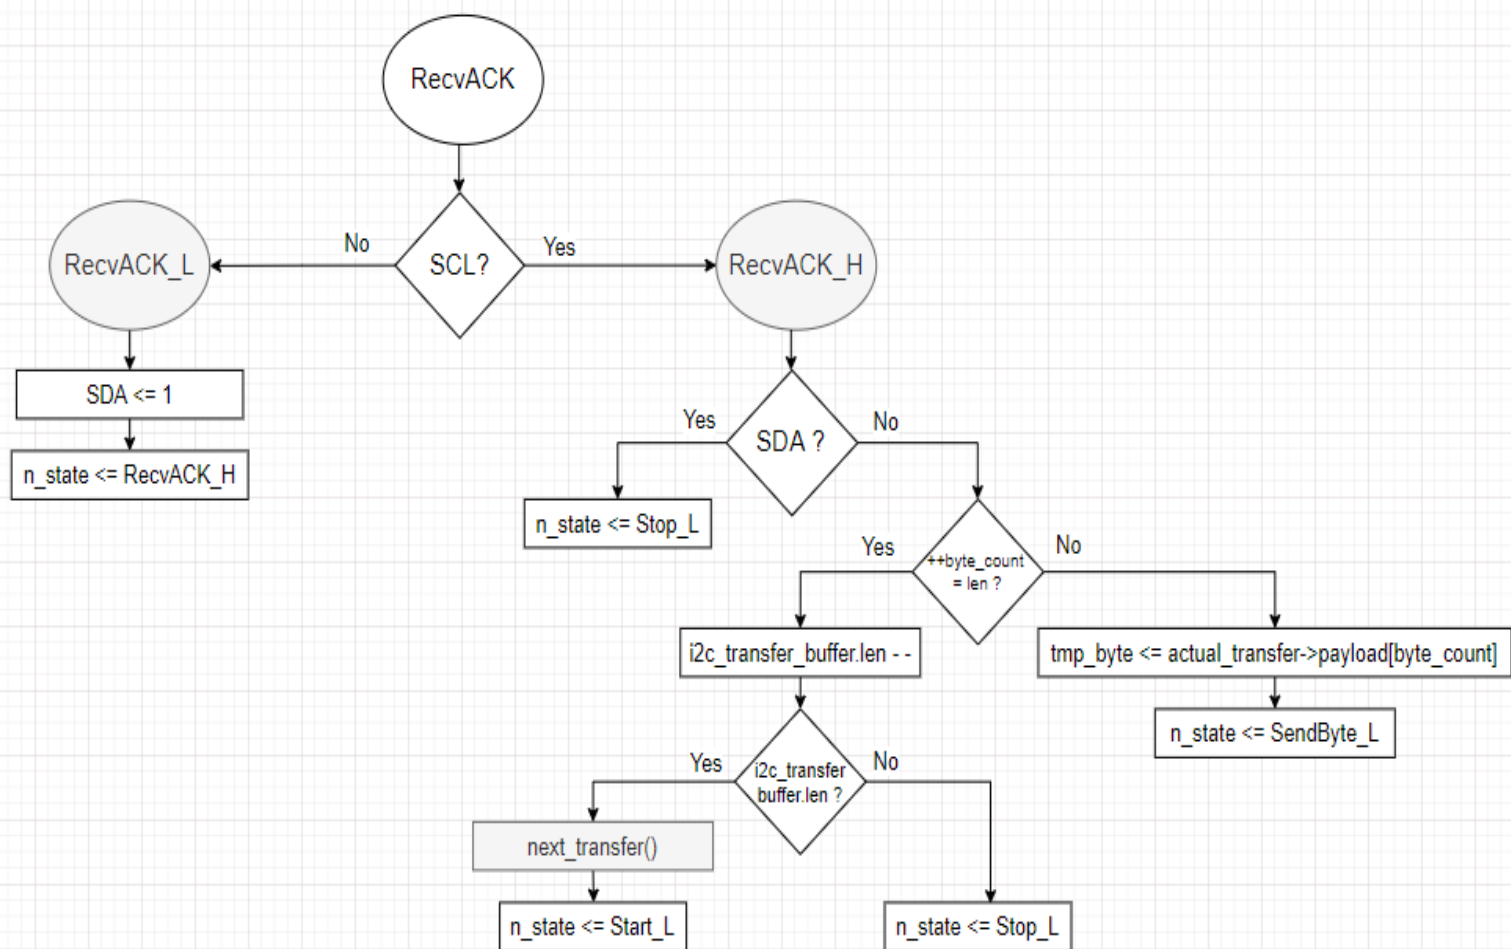 RecvACK
No
Yes
RecvACK_L
SCL?
RecvACK_H
SDA <= 1
n_state <= RecvACK_H
Yes
No
SDA ?
n_state <= Stop_L
Yes
No
++byte_count
= len ?
i2c_transfer_buffer.len - -
tmp_byte <= actual_transfer->payload[byte_count]
n_state <= SendByte_L
Yes
No
i2c_transfer
buffer.len ?
next_transfer()
n_state <= Start_L
n_state <= Stop_L